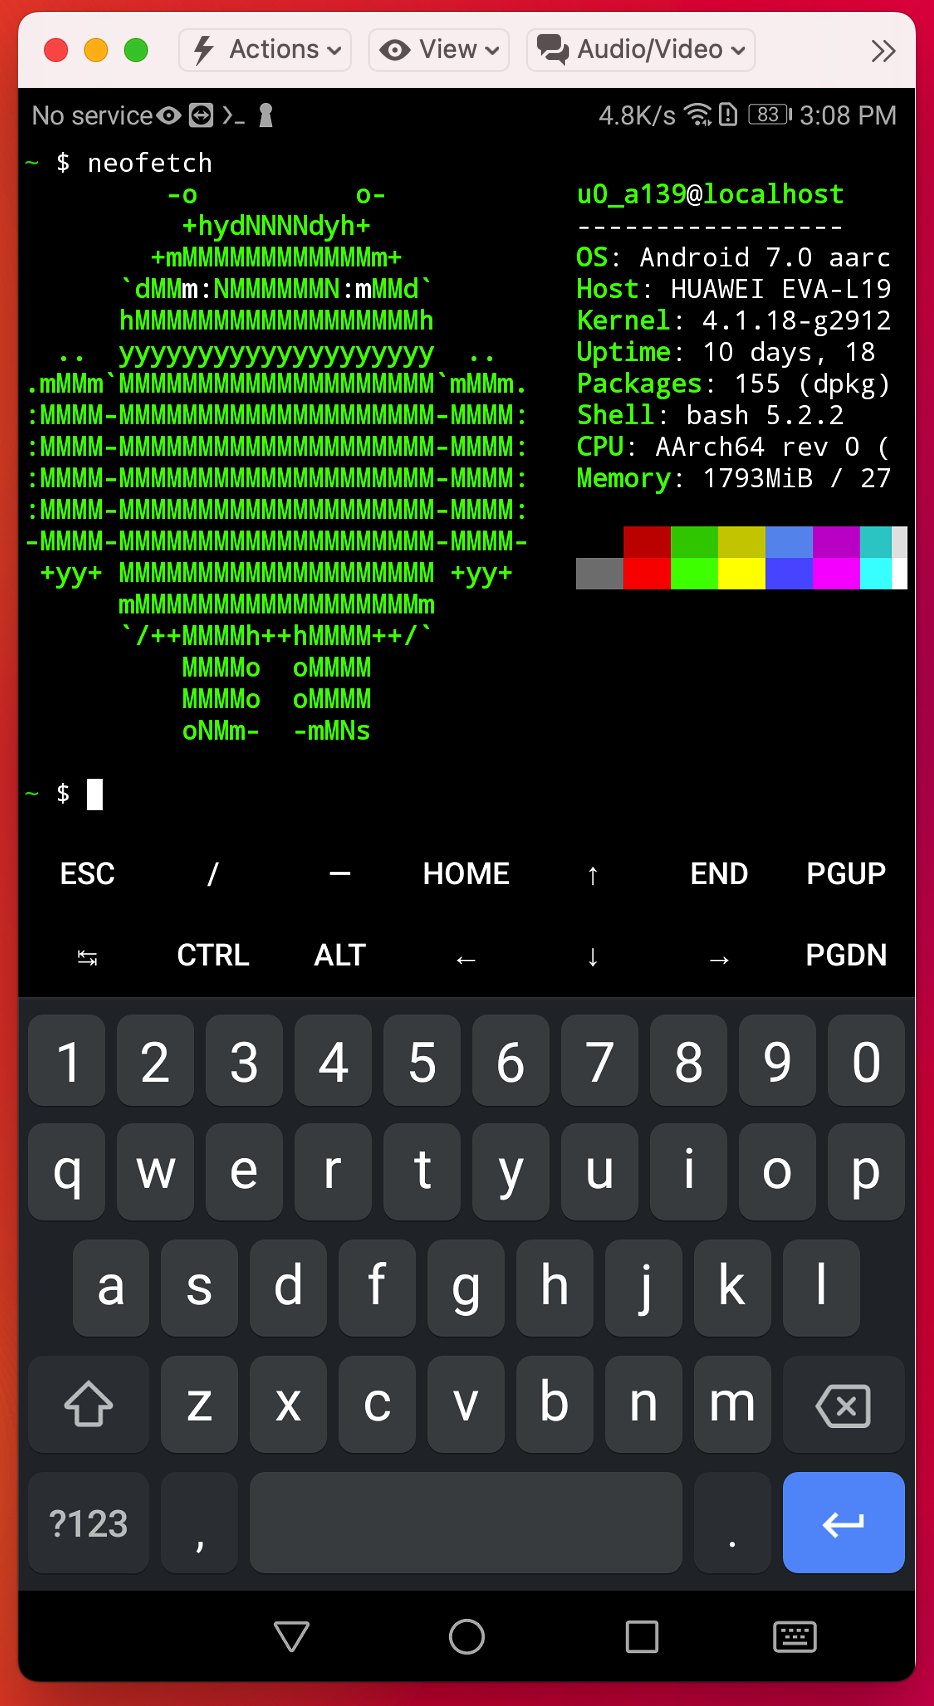 Actions View Audio/Video
No service 4.8K/s 83 3:08 PM
~ $ neofetch
-o o- u0_a139@localhost
+hydNNNNdyh+ -----------------
+mMMMMMMMMMMMMm+ OS: Android 7.0 aarc
`dMMm:NMMMMMMN:mMMd` Host: HUAWEI EVA-L19
hMMMMMMMMMMMMMMMMMMh Kernel: 4.1.18-g2912
.. yyyyyyyyyyyyyyyyyyyy .. Uptime: 10 days, 18
.mMMm`MMMMMMMMMMMMMMMMMMMM`mMMm. Packages: 155 (dpkg)
:MMMM-MMMMMMMMMMMMMMMMMMMM-MMMM: Shell: bash 5.2.2
:MMMM-MMMMMMMMMMMMMMMMMMMM-MMMM: CPU: AArch64 rev 0 (
:MMMM-MMMMMMMMMMMMMMMMMMMM-MMMM: Memory: 1793MiB / 27
:MMMM-MMMMMMMMMMMMMMMMMMMM-MMMM:
-MMMM-MMMMMMMMMMMMMMMMMMMM-MMMM-
+yy+ MMMMMMMMMMMMMMMMMMMM +yy+
mMMMMMMMMMMMMMMMMMMm
`/++MMMMh++hMMMM++/`
MMMMo oMMMM
MMMMo oMMMM
oNMm- -mMNs
~ $
ESC / — HOME ↑ END PGUP
↹ CTRL ALT ← ↓ → PGDN
1 2 3 4 5 6 7 8 9 0
q w e r t y u i o p
a s d f g h j k l
z x c v b n m
?123 , .